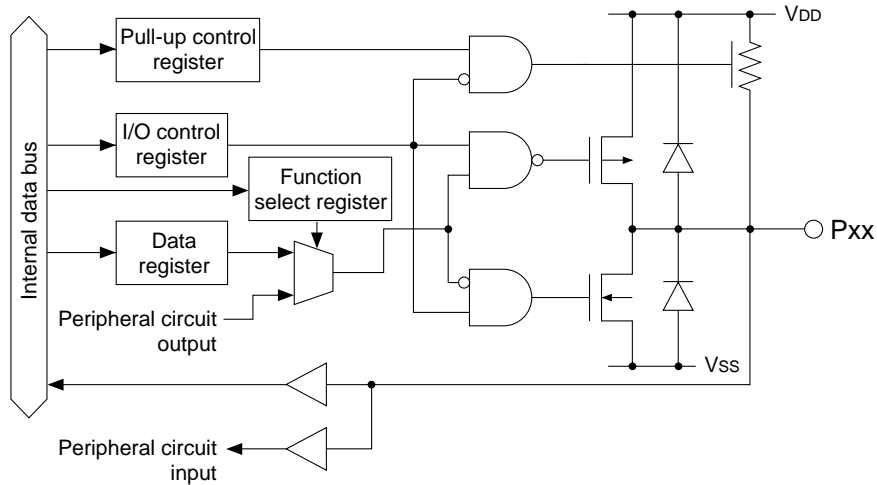 VDD
Pull-up control
register
I/O control
register
Internal data bus
Function
select register
Pxx
Data
register
Peripheral circuit
output
VSS
Peripheral circuit
input